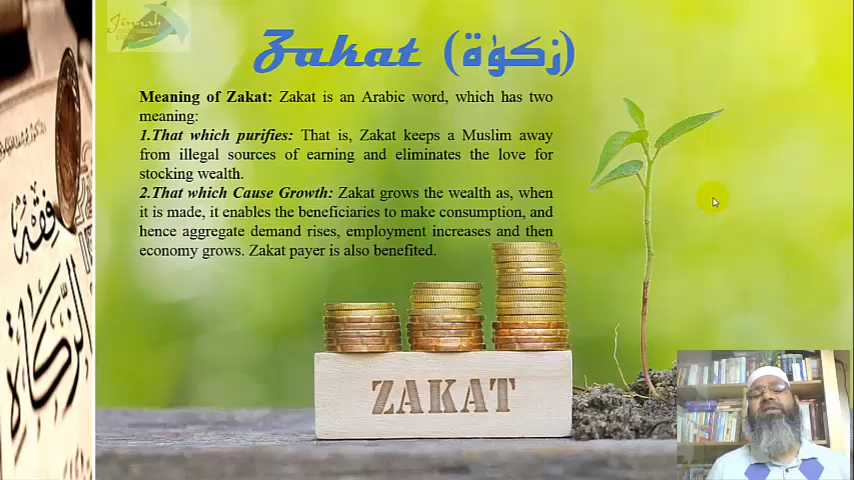 Jinnah
Zakat (زكوٰة)
Meaning of Zakat: Zakat is an Arabic word, which has two
meaning:
1.That which purifies: That is, Zakat keeps a Muslim away
from illegal sources of earning and eliminates the love for
stocking wealth.
2.That which Cause Growth: Zakat grows the wealth as, when
it is made, it enables the beneficiaries to make consumption, and
hence aggregate demand rises, employment increases and then
economy grows. Zakat payer is also benefited.
ZAKAT
فقه
الزكاة